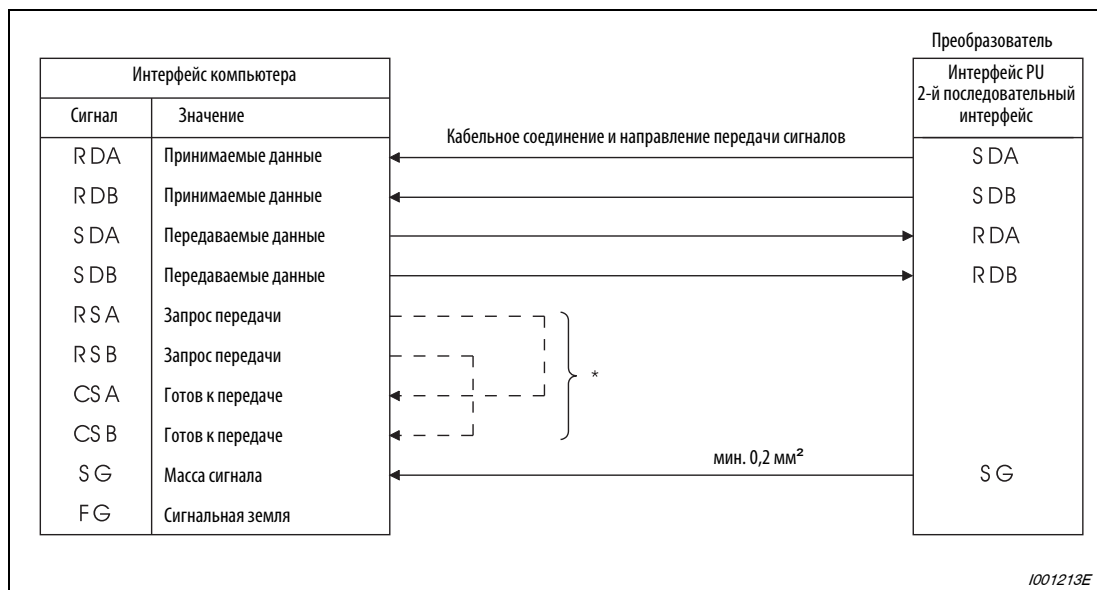 Преобразователь
Интерфейс компьютера
Интерфейс PU
2-й последовательный
интерфейс
Сигнал Значение
Кабельное соединение и направление передачи сигналов
RDA Принимаемые данные SDA
RDB Принимаемые данные SDB
SDA Передаваемые данные RDA
SDB Передаваемые данные RDB
RSA Запрос передачи
RSB Запрос передачи
*
CSA Готов к передаче
CSB Готов к передаче
мин. 0,2 мм²
SG Масса сигнала SG
FG Сигнальная земля
I001213E